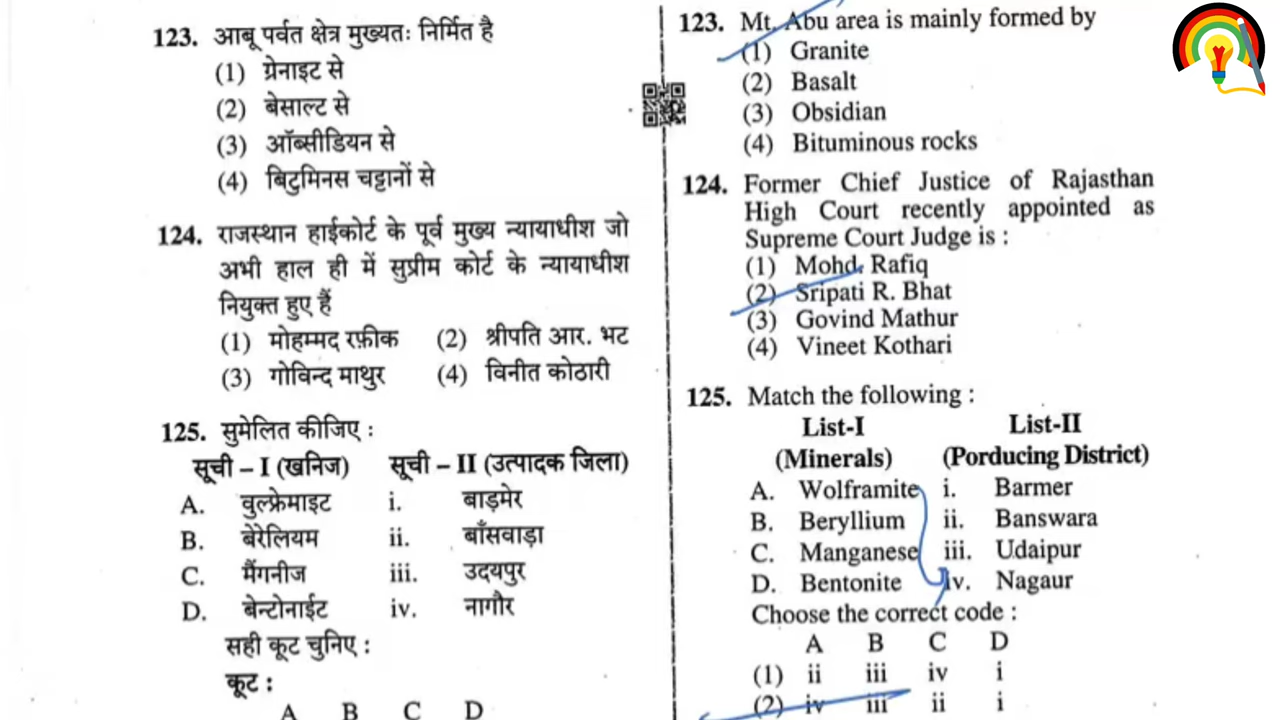 123. आबू पर्वत क्षेत्र मुख्यतः निर्मित है
(1) ग्रेनाइट से
(2) बेसाल्ट से
(3) ऑब्सीडियन से
(4) बिटुमिनस चट्टानों से
124. राजस्थान हाईकोर्ट के पूर्व मुख्य न्यायाधीश जो
अभी हाल ही में सुप्रीम कोर्ट के न्यायाधीश
नियुक्त हुए हैं
(1) मोहम्मद रफ़ीक (2) श्रीपति आर. भट
(3) गोविन्द माथुर (4) विनीत कोठारी
125. सुमेलित कीजिए :
सूची – I (खनिज) सूची – II (उत्पादक जिला)
A. वुल्फ्रेमाइट i. बाड़मेर
B. बेरेलियम ii. बाँसवाड़ा
C. मैंगनीज iii. उदयपुर
D. बेन्टोनाईट iv. नागौर
सही कूट चुनिए :
कूट :
A B C D
123. Mt. Abu area is mainly formed by
(1) Granite
(2) Basalt
(3) Obsidian
(4) Bituminous rocks
124. Former Chief Justice of Rajasthan
High Court recently appointed as
Supreme Court Judge is :
(1) Mohd. Rafiq
(2) Sripati R. Bhat
(3) Govind Mathur
(4) Vineet Kothari
125. Match the following :
List-I List-II
(Minerals) (Porducing District)
A. Wolframite i. Barmer
B. Beryllium ii. Banswara
C. Manganese iii. Udaipur
D. Bentonite iv. Nagaur
Choose the correct code :
A B C D
(1) ii iii iv i
(2) iv iii ii i